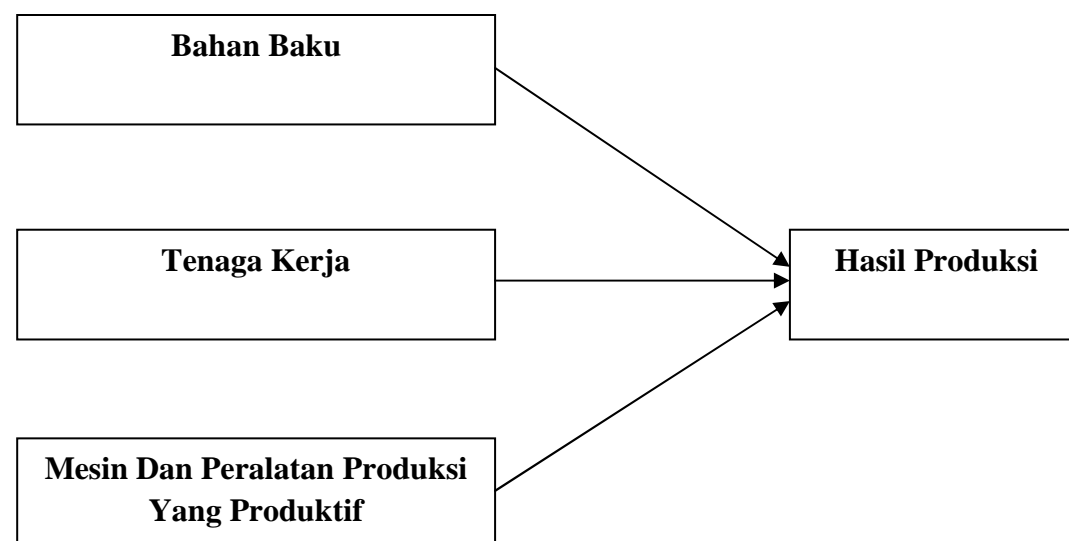 Bahan Baku
Tenaga Kerja
Hasil Produksi
Mesin Dan Peralatan Produksi
Yang Produktif